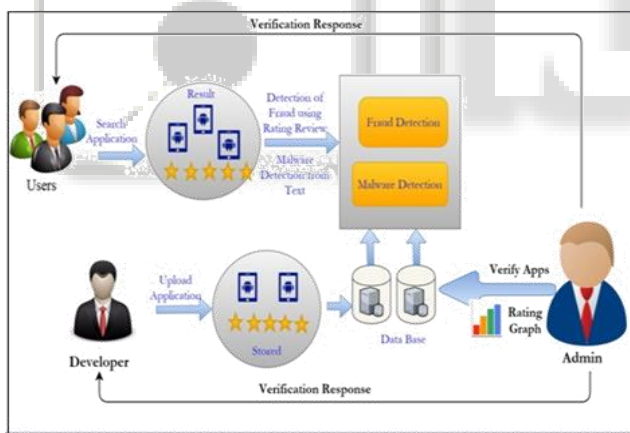 Verification Response
Result
Search
Application
Users
Detection of
Fraud using
Rating Review
Malware
Detection from
Text
Fraud Detection
Malware Detection
Upload
Application
Developer
Stored
Data Base
Verify Apps
Rating
Graph
Admin
Verification Response